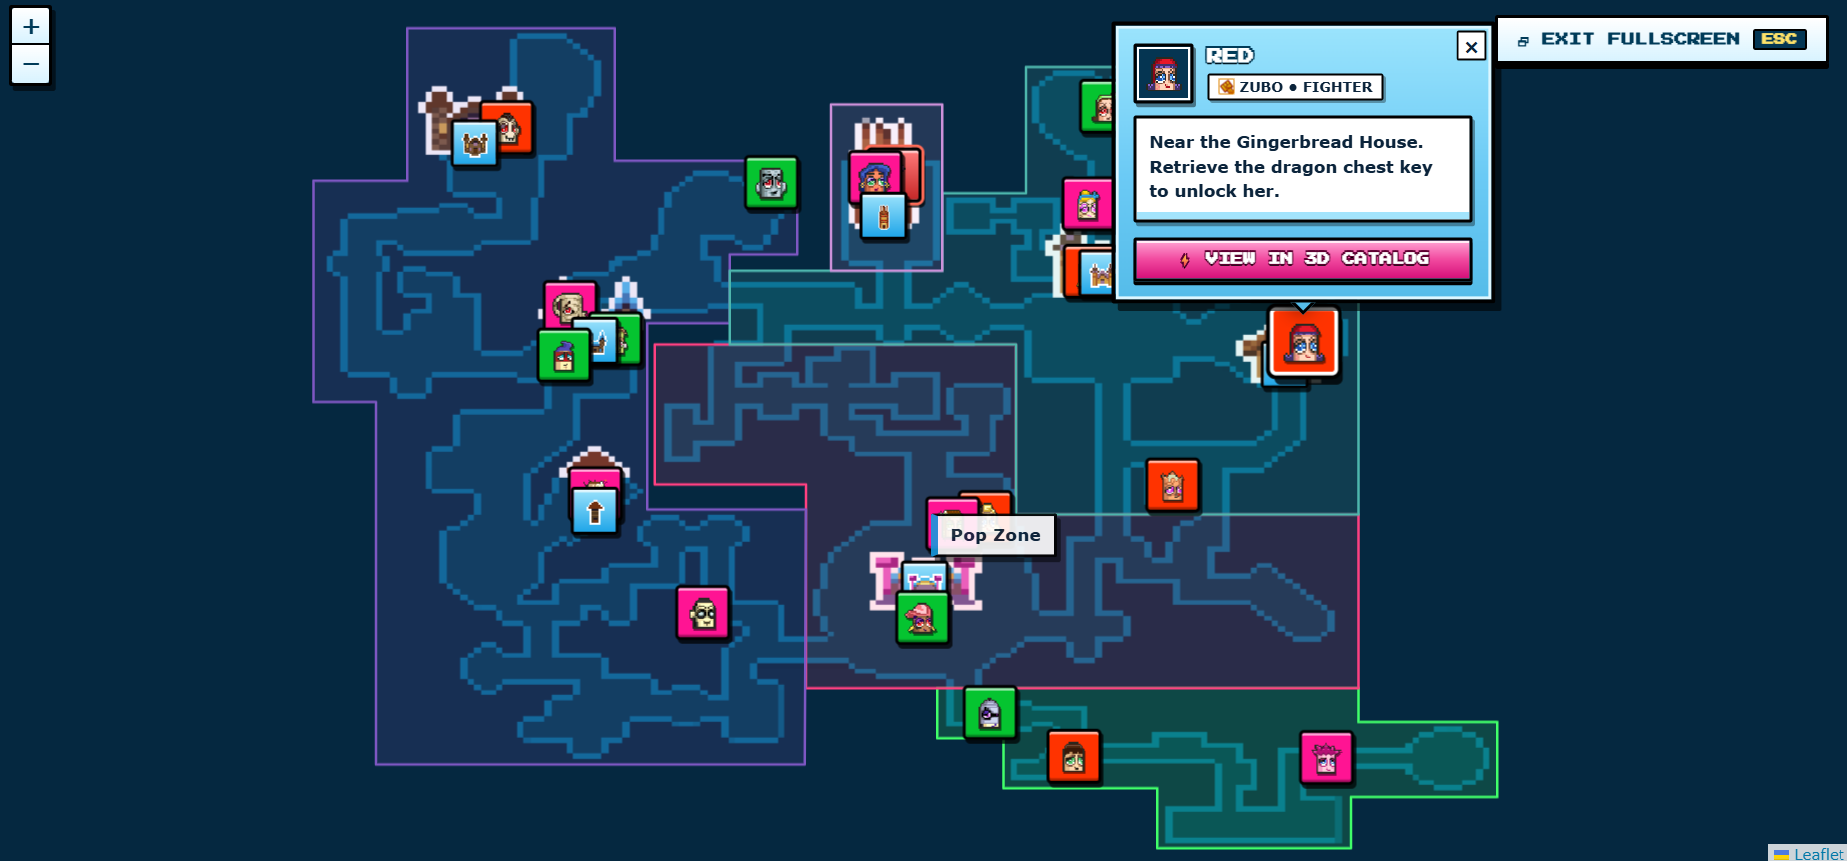 +
−
RED
ZUBO • FIGHTER
Near the Gingerbread House.
Retrieve the dragon chest key
to unlock her.
VIEW IN 3D CATALOG
EXIT FULLSCREEN ESC
Pop Zone
Leaflet